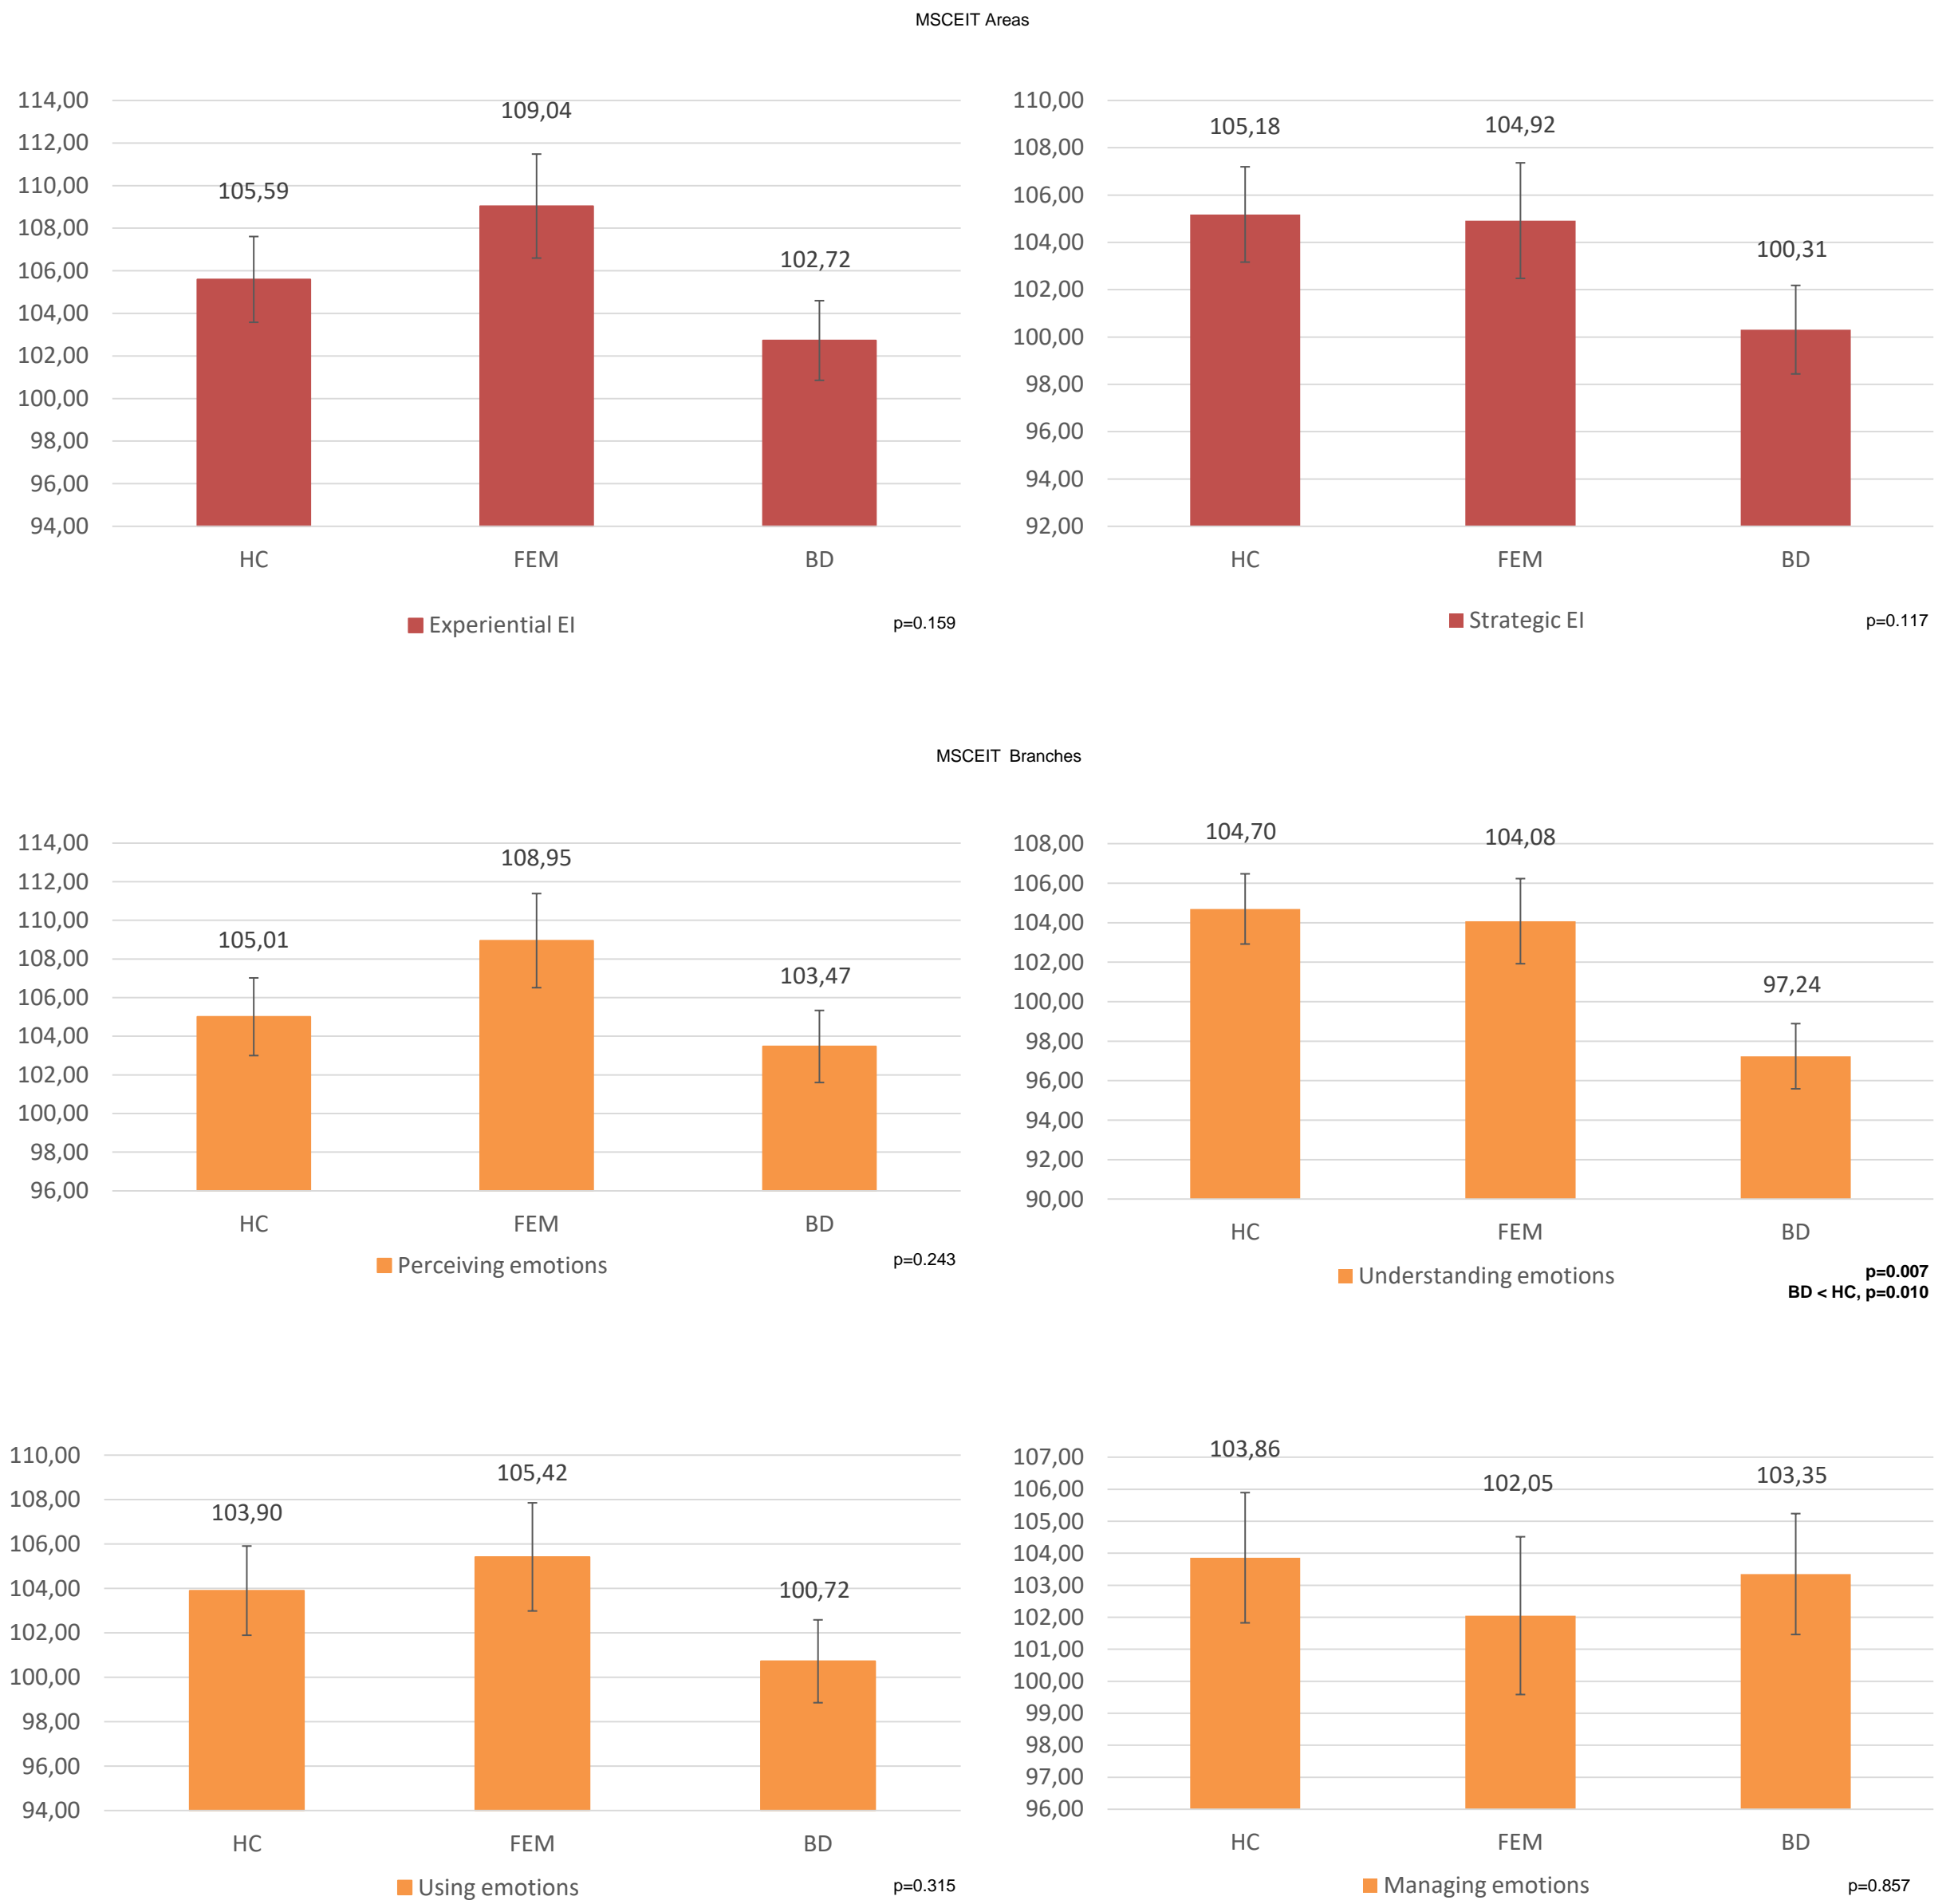 MSCEIT Areas
114,00
112,00
110,00
108,00
106,00
104,00
102,00
100,00
98,00
96,00
94,00
105,59
109,04
102,72
HC
FEM
BD
Experiential EI
p=0.159
110,00
108,00
106,00
104,00
102,00
100,00
98,00
96,00
94,00
92,00
105,18
104,92
100,31
HC
FEM
BD
Strategic EI
p=0.117
MSCEIT Branches
114,00
112,00
110,00
108,00
106,00
104,00
102,00
100,00
98,00
96,00
105,01
108,95
103,47
HC
FEM
BD
Perceiving emotions
p=0.243
108,00
106,00
104,00
102,00
100,00
98,00
96,00
94,00
92,00
90,00
104,70
104,08
97,24
HC
FEM
BD
Understanding emotions
p=0.007
BD < HC, p=0.010
110,00
108,00
106,00
104,00
102,00
100,00
98,00
96,00
94,00
103,90
105,42
100,72
HC
FEM
BD
Using emotions
p=0.315
107,00
106,00
105,00
104,00
103,00
102,00
101,00
100,00
99,00
98,00
97,00
96,00
103,86
102,05
103,35
HC
FEM
BD
Managing emotions
p=0.857